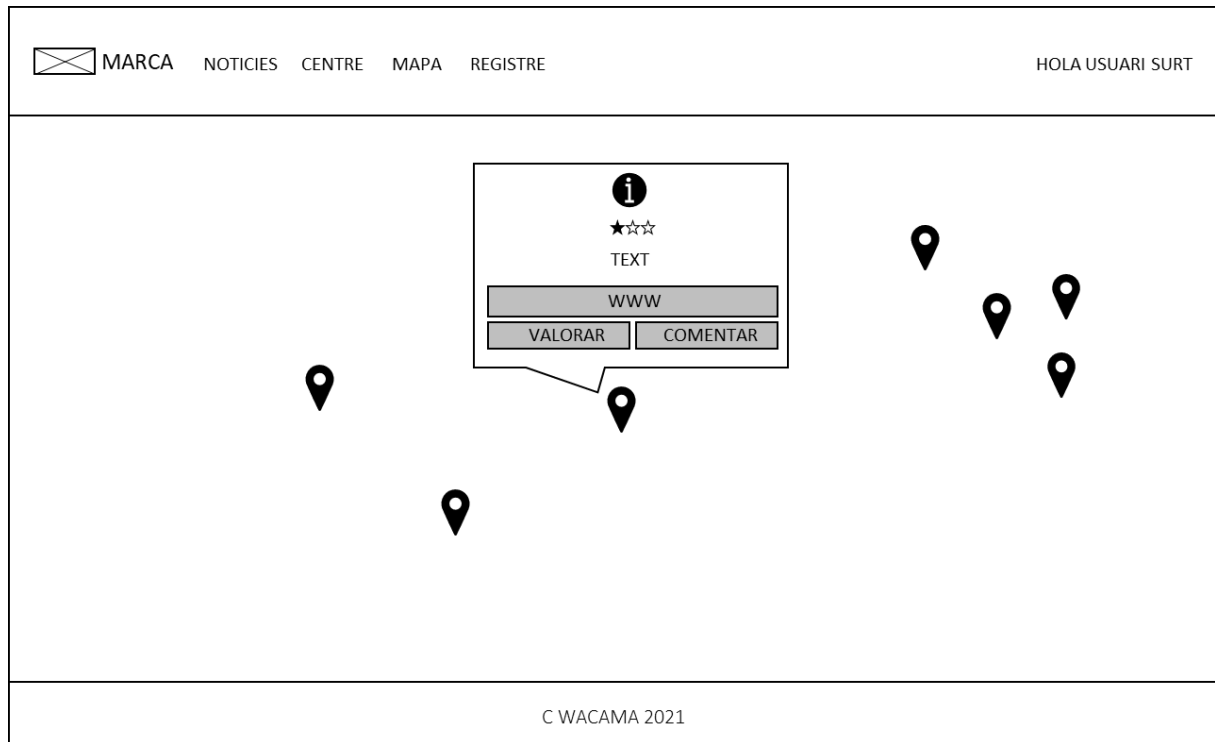 MARCA NOTICIES CENTRE MAPA REGISTRE HOLA USUARI SURT
TEXT
WWW
VALORAR COMENTAR
C WACAMA 2021